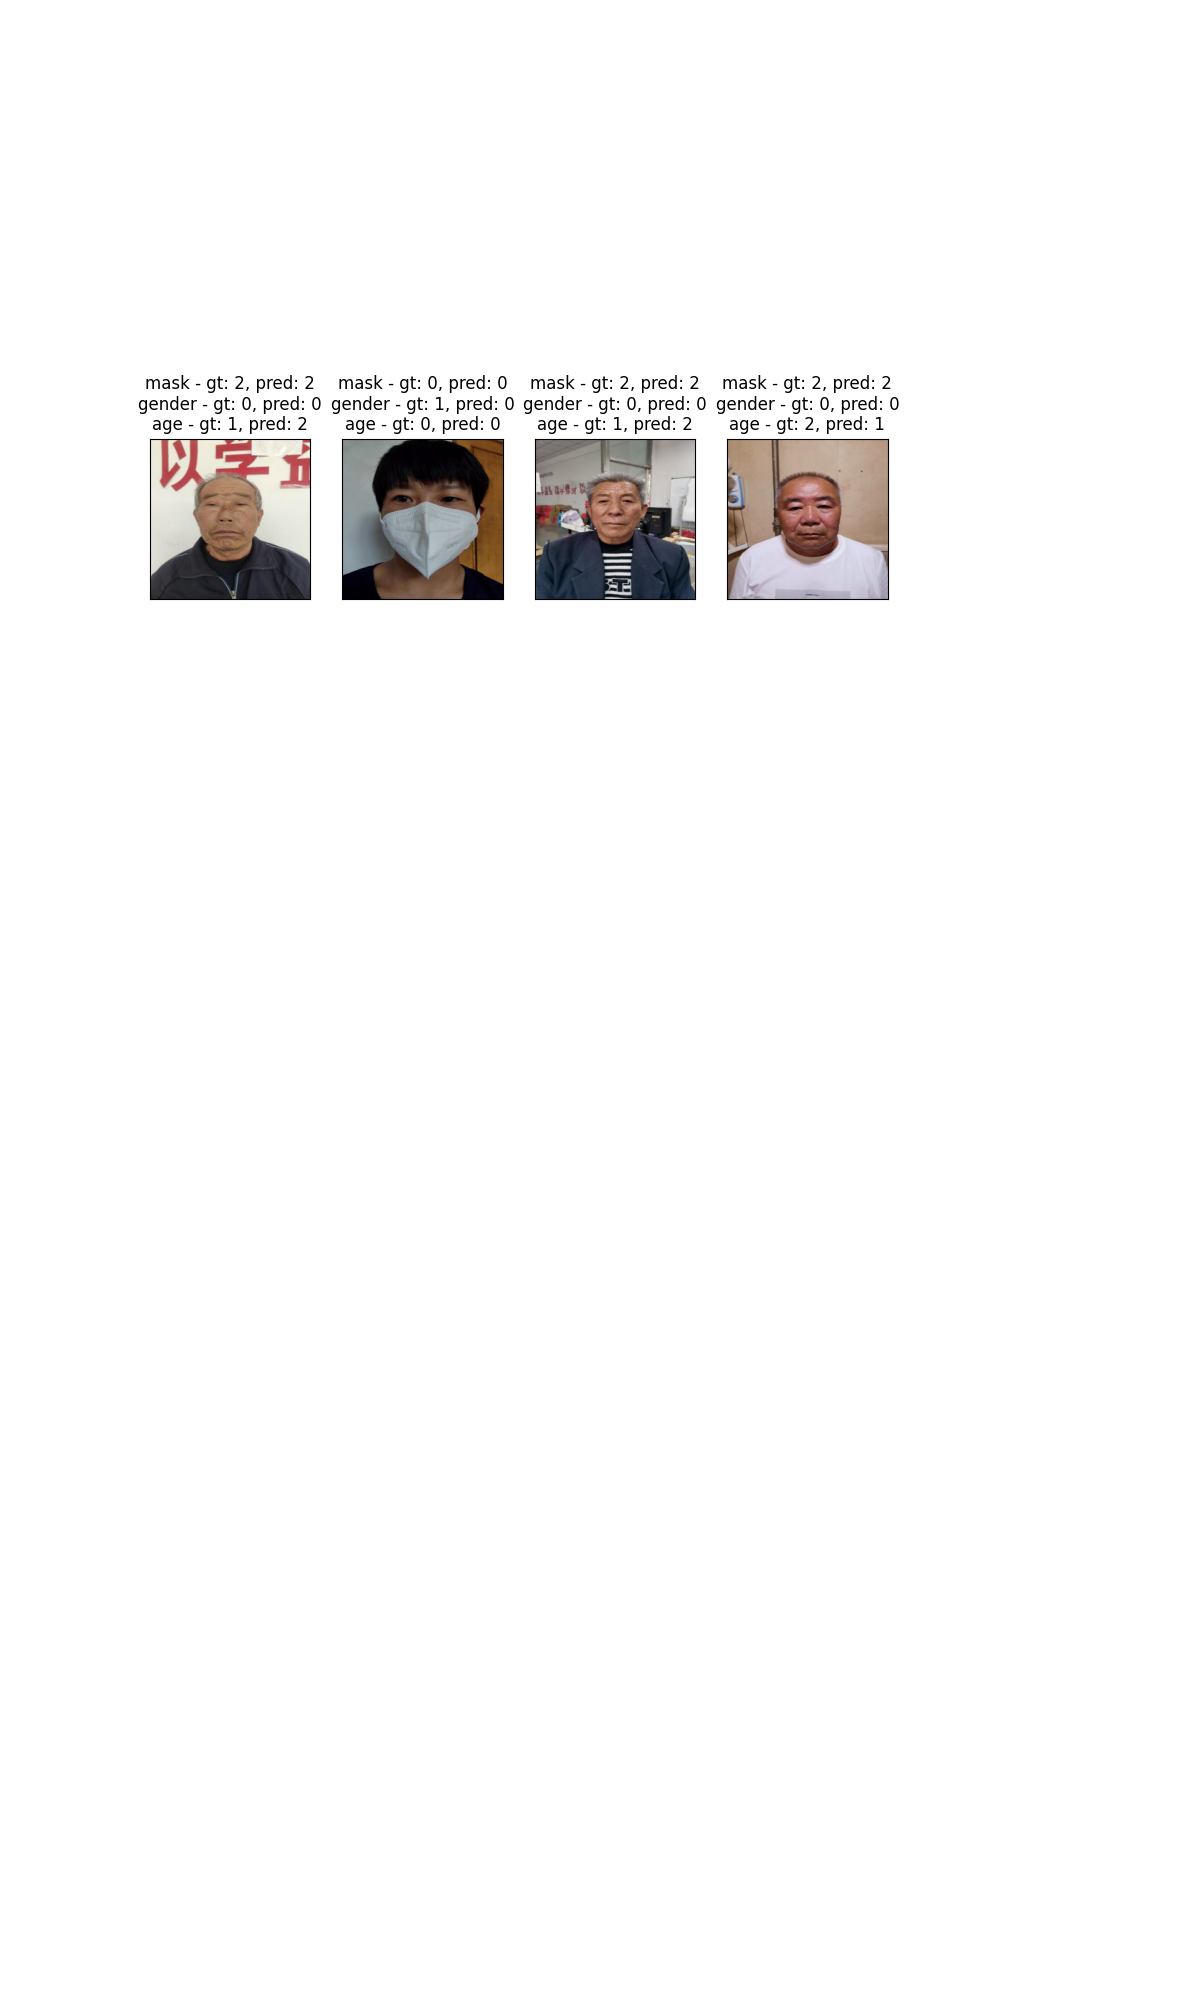 mask - gt: 2, pred: 2
gender - gt: 0, pred: 0
age - gt: 1, pred: 2
mask - gt: 0, pred: 0
gender - gt: 1, pred: 0
age - gt: 0, pred: 0
mask - gt: 2, pred: 2
gender - gt: 0, pred: 0
age - gt: 1, pred: 2
mask - gt: 2, pred: 2
gender - gt: 0, pred: 0
age - gt: 2, pred: 1
以学